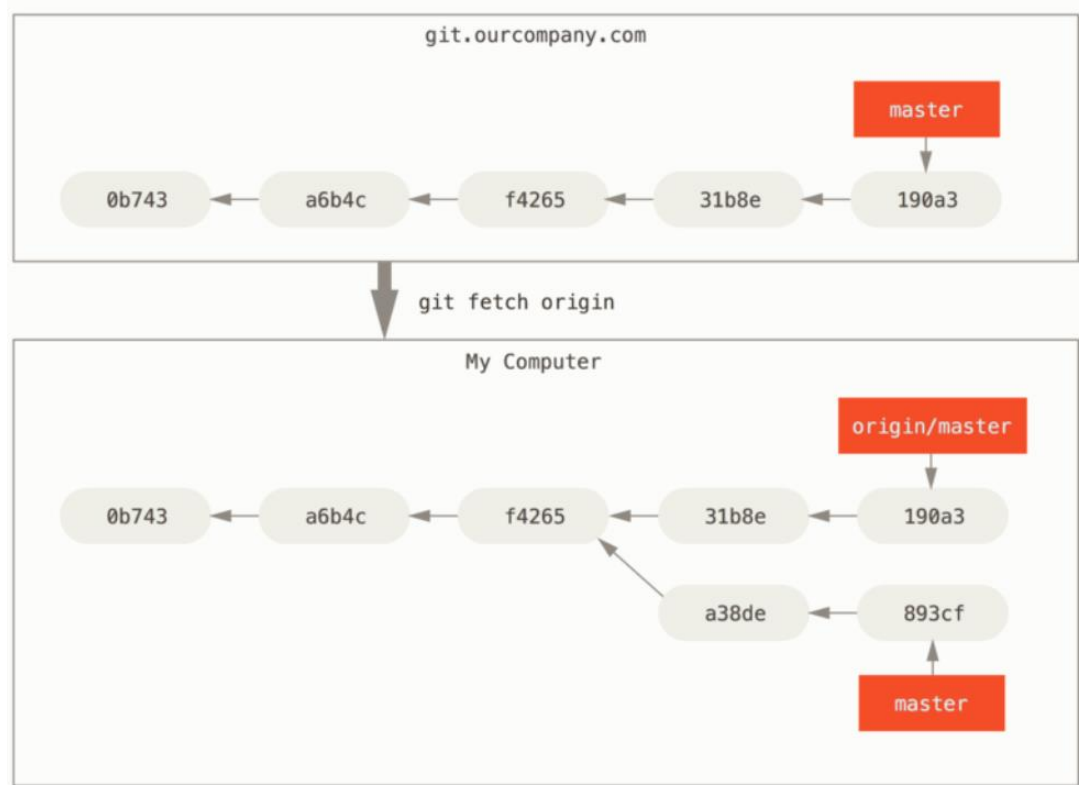 git.ourcompany.com
master
0b743 a6b4c f4265 31b8e 190a3
git fetch origin
My Computer
origin/master
0b743 a6b4c f4265 31b8e 190a3
a38de 893cf
master